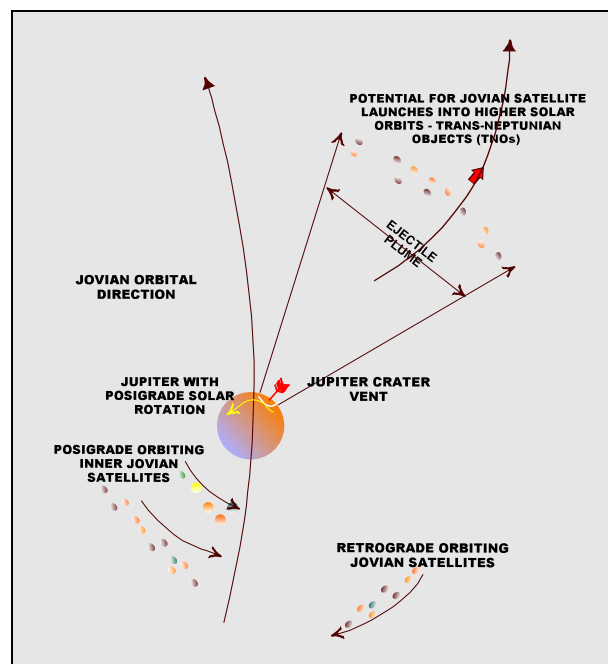 POTENTIAL FOR JOVIAN SATELLITE
LAUNCHES INTO HIGHER SOLAR
ORBITS - TRANS-NEPTUNIAN
OBJECTS (TNOs)
EJECTILE
PLUME
JOVIAN ORBITAL
DIRECTION
JUPITER WITH
POSIGRADE SOLAR
ROTATION
JUPITER CRATER
VENT
POSIGRADE ORBITING
INNER JOVIAN
SATELLITES
RETROGRADE ORBITING
JOVIAN SATELLITES